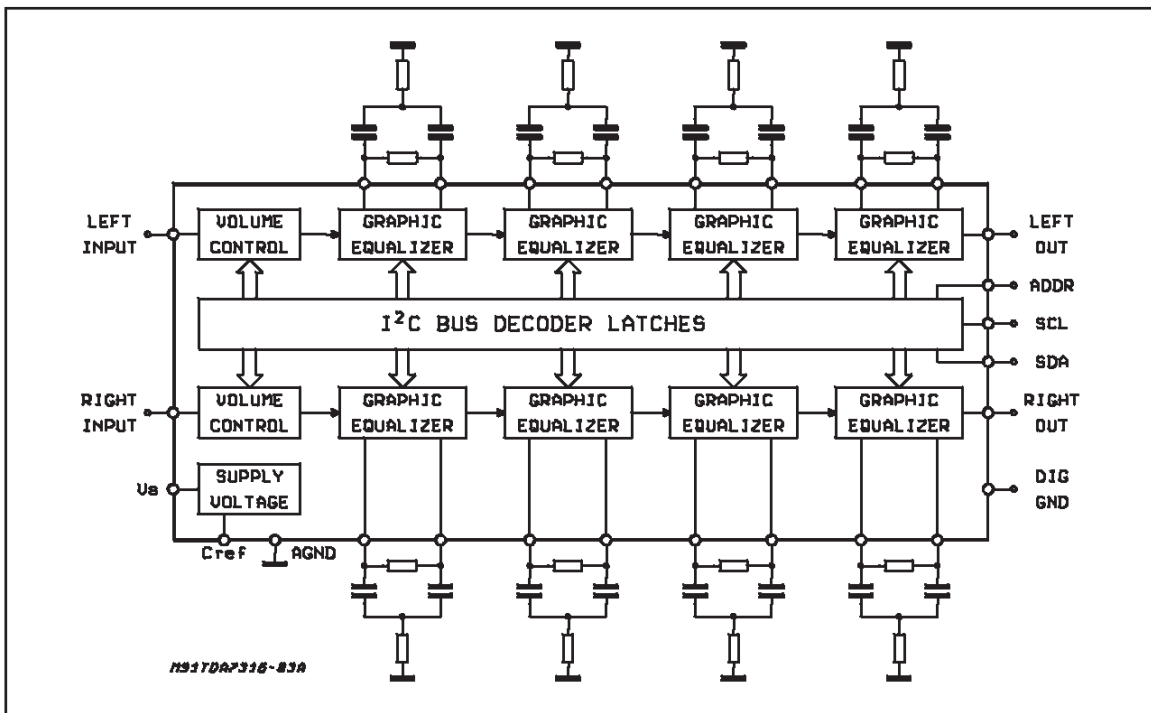 LEFT
INPUT
VOLUME
CONTROL
GRAPHIC
EQUALIZER
GRAPHIC
EQUALIZER
GRAPHIC
EQUALIZER
GRAPHIC
EQUALIZER
LEFT
OUT
ADDR
I²C BUS DECODER LATCHES
SCL
SDA
RIGHT
INPUT
VOLUME
CONTROL
GRAPHIC
EQUALIZER
GRAPHIC
EQUALIZER
GRAPHIC
EQUALIZER
GRAPHIC
EQUALIZER
RIGHT
OUT
Vs
SUPPLY
VOLTAGE
DIG
GND
Cref
AGND
M91TDA7316-03A